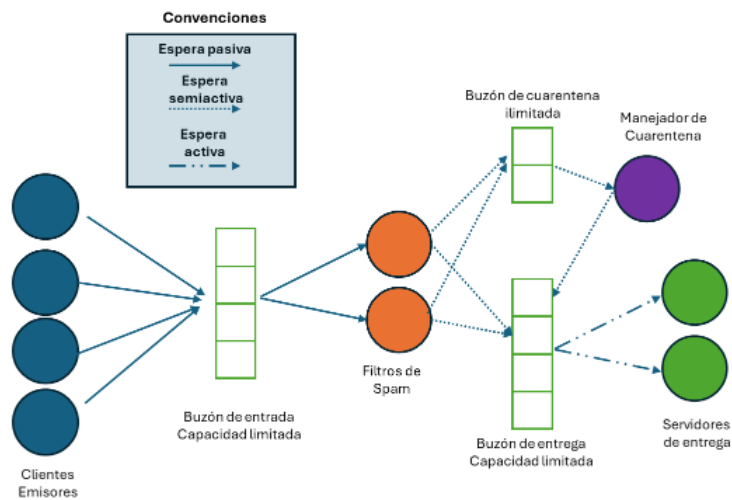 Convenciones
Espera pasiva
Espera
semiactiva
Espera
activa
Buzón de cuarentena
ilimitada
Manejador de
Cuarentena
Filtros de
Spam
Buzón de entrada
Capacidad limitada
Buzón de entrega
Capacidad limitada
Servidores
de entrega
Clientes
Emisores